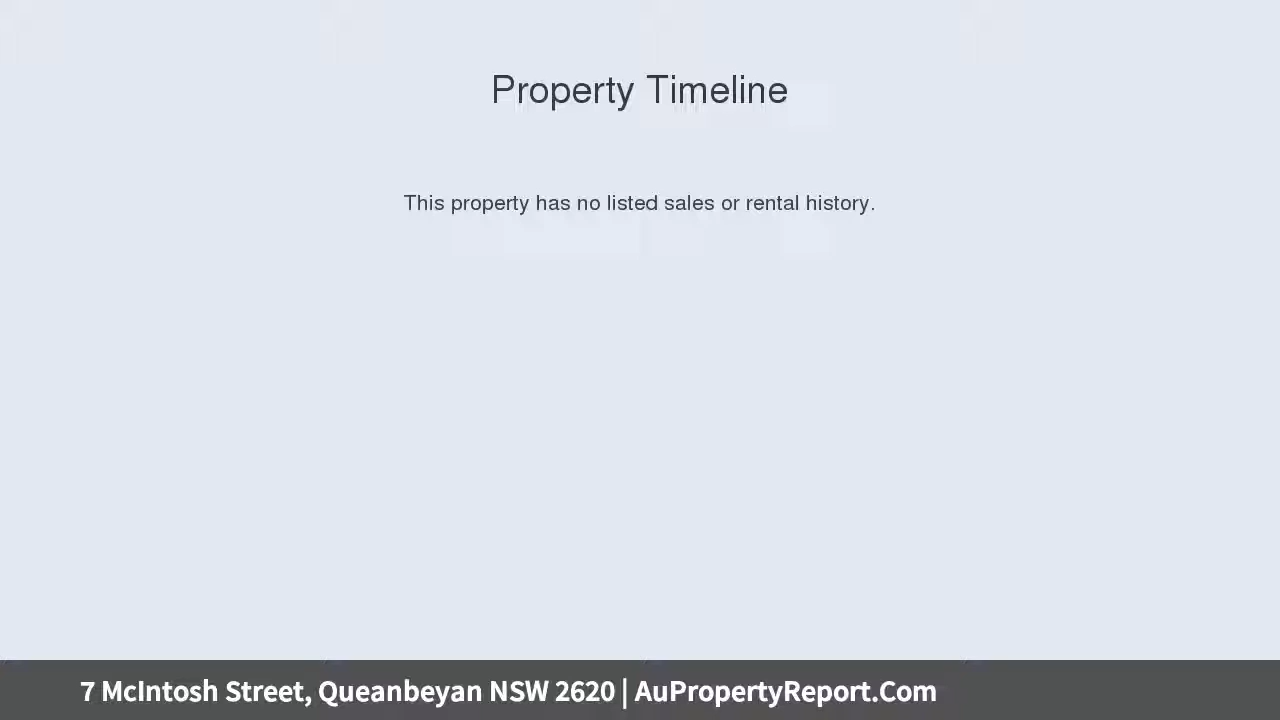 Property Timeline
This property has no listed sales or rental history.
7 McIntosh Street, Queanbeyan NSW 2620 | AuPropertyReport.Com